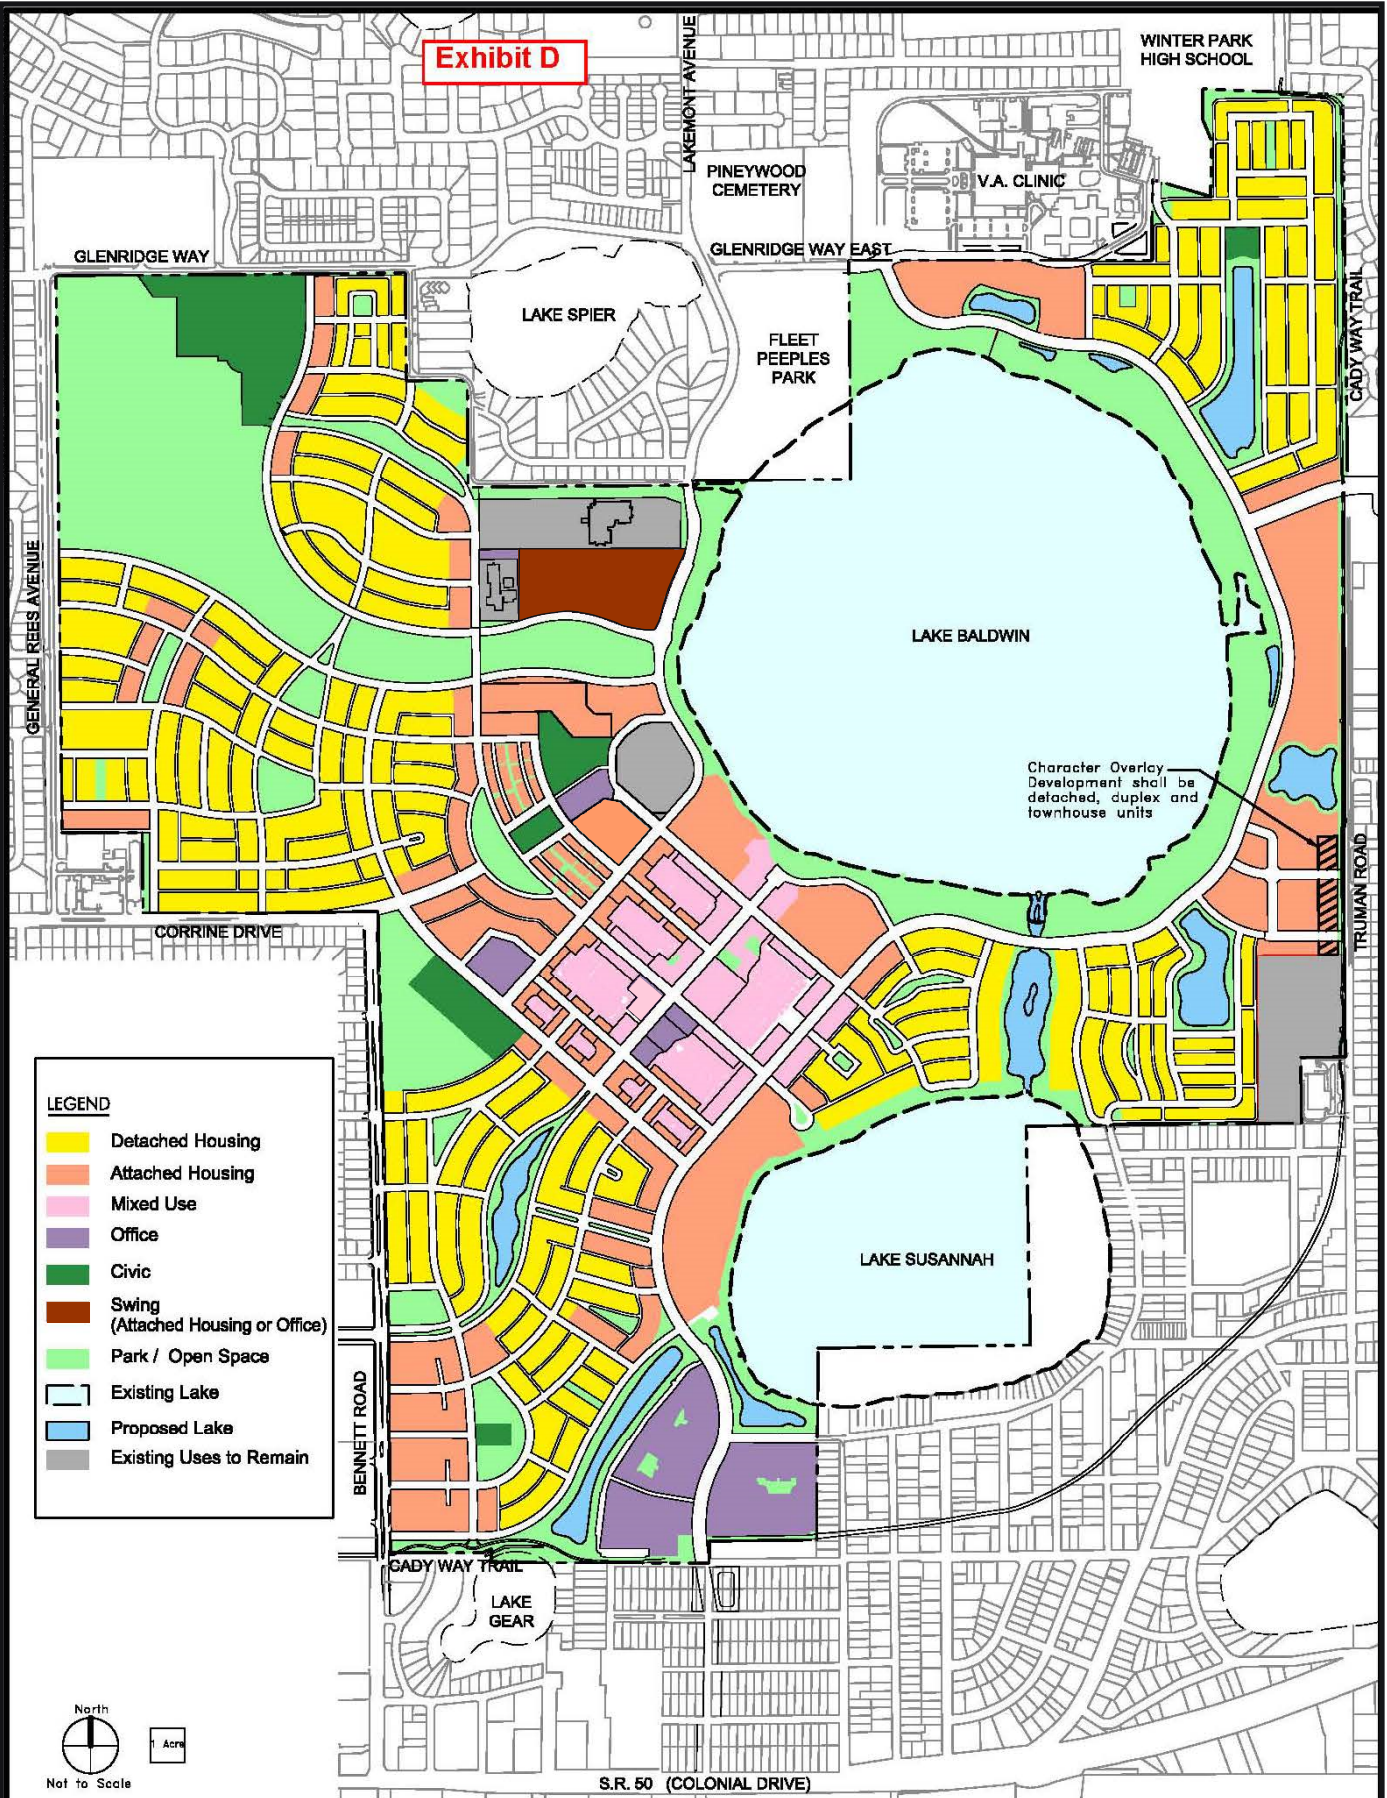 Exhibit D
LAKEMONT AVENUE
WINTER PARK
HIGH SCHOOL
PINEYWOOD
CEMETERY
V.A. CLINIC
GLENRIDGE WAY
GLENRIDGE WAY EAST
LAKE SPIER
FLEET
PEEPLES
PARK
CADY WAY TRAIL
GENERAL REES AVENUE
LAKE BALDWIN
Character Overlay
Development shall be
detached, duplex and
townhouse units
TRUMAN ROAD
CORRINE DRIVE
LEGEND
Detached Housing
Attached Housing
Mixed Use
Office
Civic
Swing
(Attached Housing or Office)
Park / Open Space
Existing Lake
Proposed Lake
Existing Uses to Remain
LAKE SUSANNAH
BENNETT ROAD
CADY WAY TRAIL
LAKE
GEAR
North
1 Acre
Not to Scale
S.R. 50 (COLONIAL DRIVE)